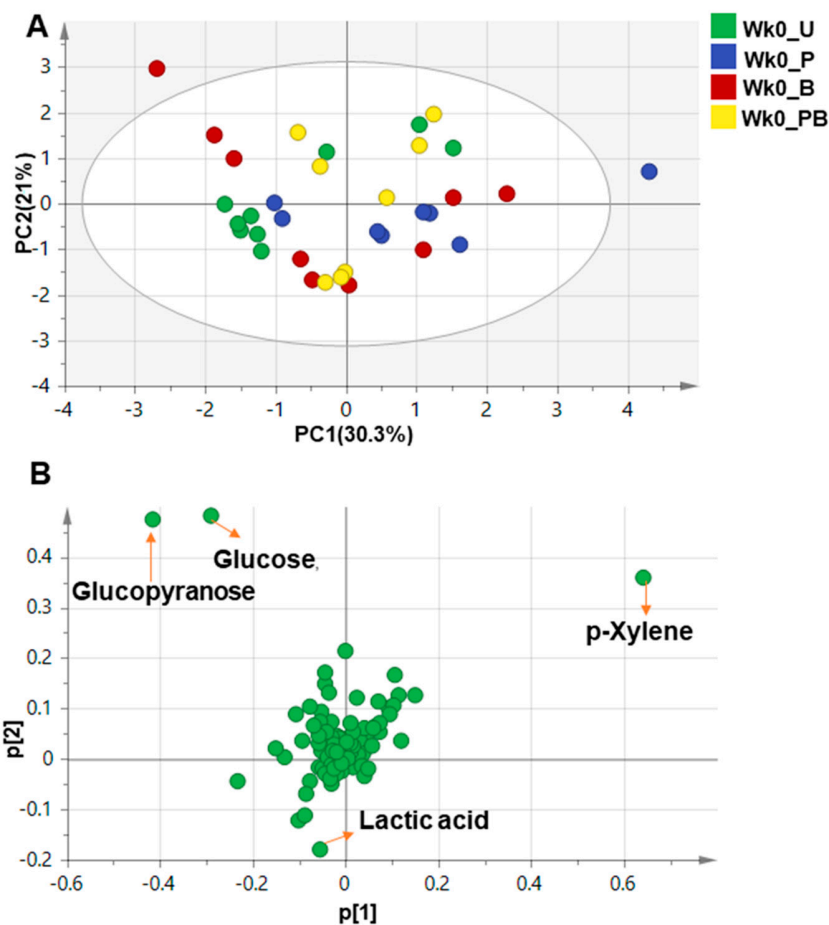 A
Wk0_U
Wk0_P
Wk0_B
Wk0_PB
PC2(21%)
3
2
1
0
-1
-2
-3
-4
-4 -3 -2 -1 0 1 2 3 4
PC1(30.3%)
B
Glucose,
Glucopyranose
p-Xylene
Lactic acid
p[2]
0.4
0.3
0.2
0.1
0
-0.1
-0.2
-0.6 -0.4 -0.2 0 0.2 0.4 0.6
p[1]